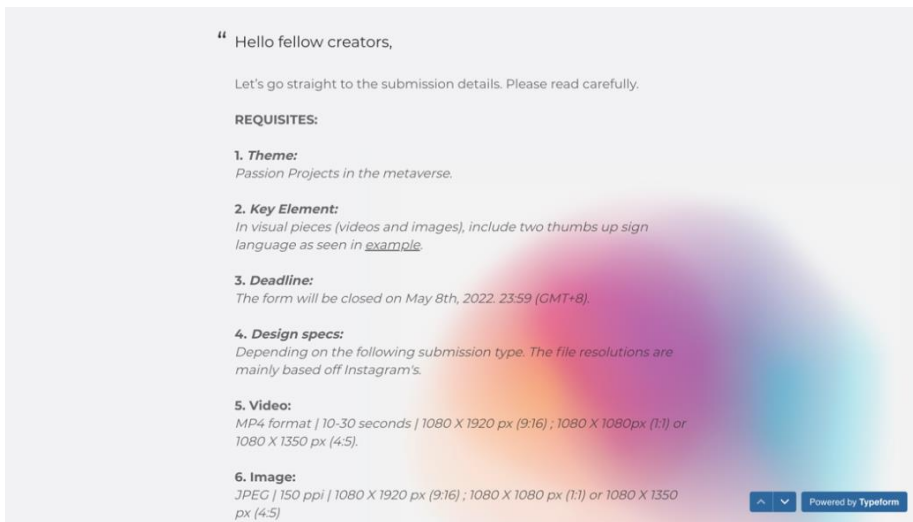 “ Hello fellow creators,
Let's go straight to the submission details. Please read carefully.
REQUISITES:
1. Theme:
Passion Projects in the metaverse.
2. Key Element:
In visual pieces (videos and images), include two thumbs up sign
language as seen in example.
3. Deadline:
The form will be closed on May 8th, 2022. 23:59 (GMT+8).
4. Design specs:
Depending on the following submission type. The file resolutions are
mainly based off Instagram's.
5. Video:
MP4 format | 10-30 seconds | 1080 X 1920 px (9:16) ; 1080 X 1080px (1:1) or
1080 X 1350 px (4:5).
6. Image:
JPEG | 150 ppi | 1080 X 1920 px (9:16) ; 1080 X 1080 px (1:1) or 1080 X 1350
px (4:5)
Powered by Typeform